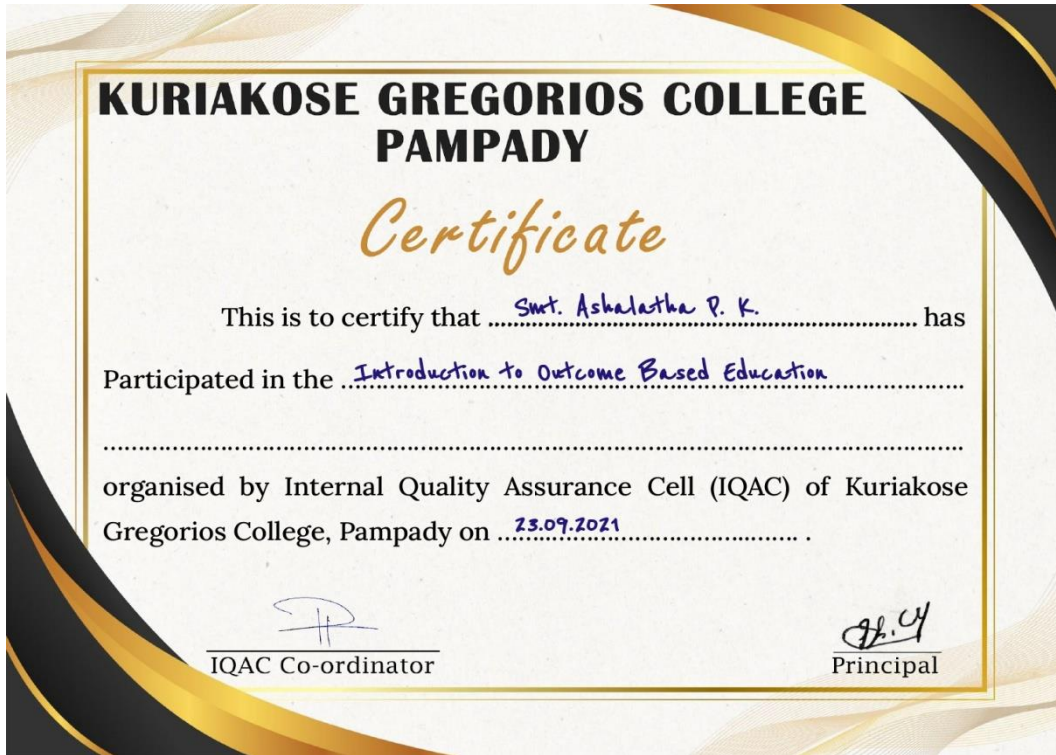 KURIAKOSE GREGORIOS COLLEGE
PAMPADY
Certificate
This is to certify that Smt. Ashalatha P. K. has
Participated in the Introduction to Outcome Based Education
organised by Internal Quality Assurance Cell (IQAC) of Kuriakose
Gregorios College, Pampady on 23.09.2021.
IQAC Co-ordinator
Principal